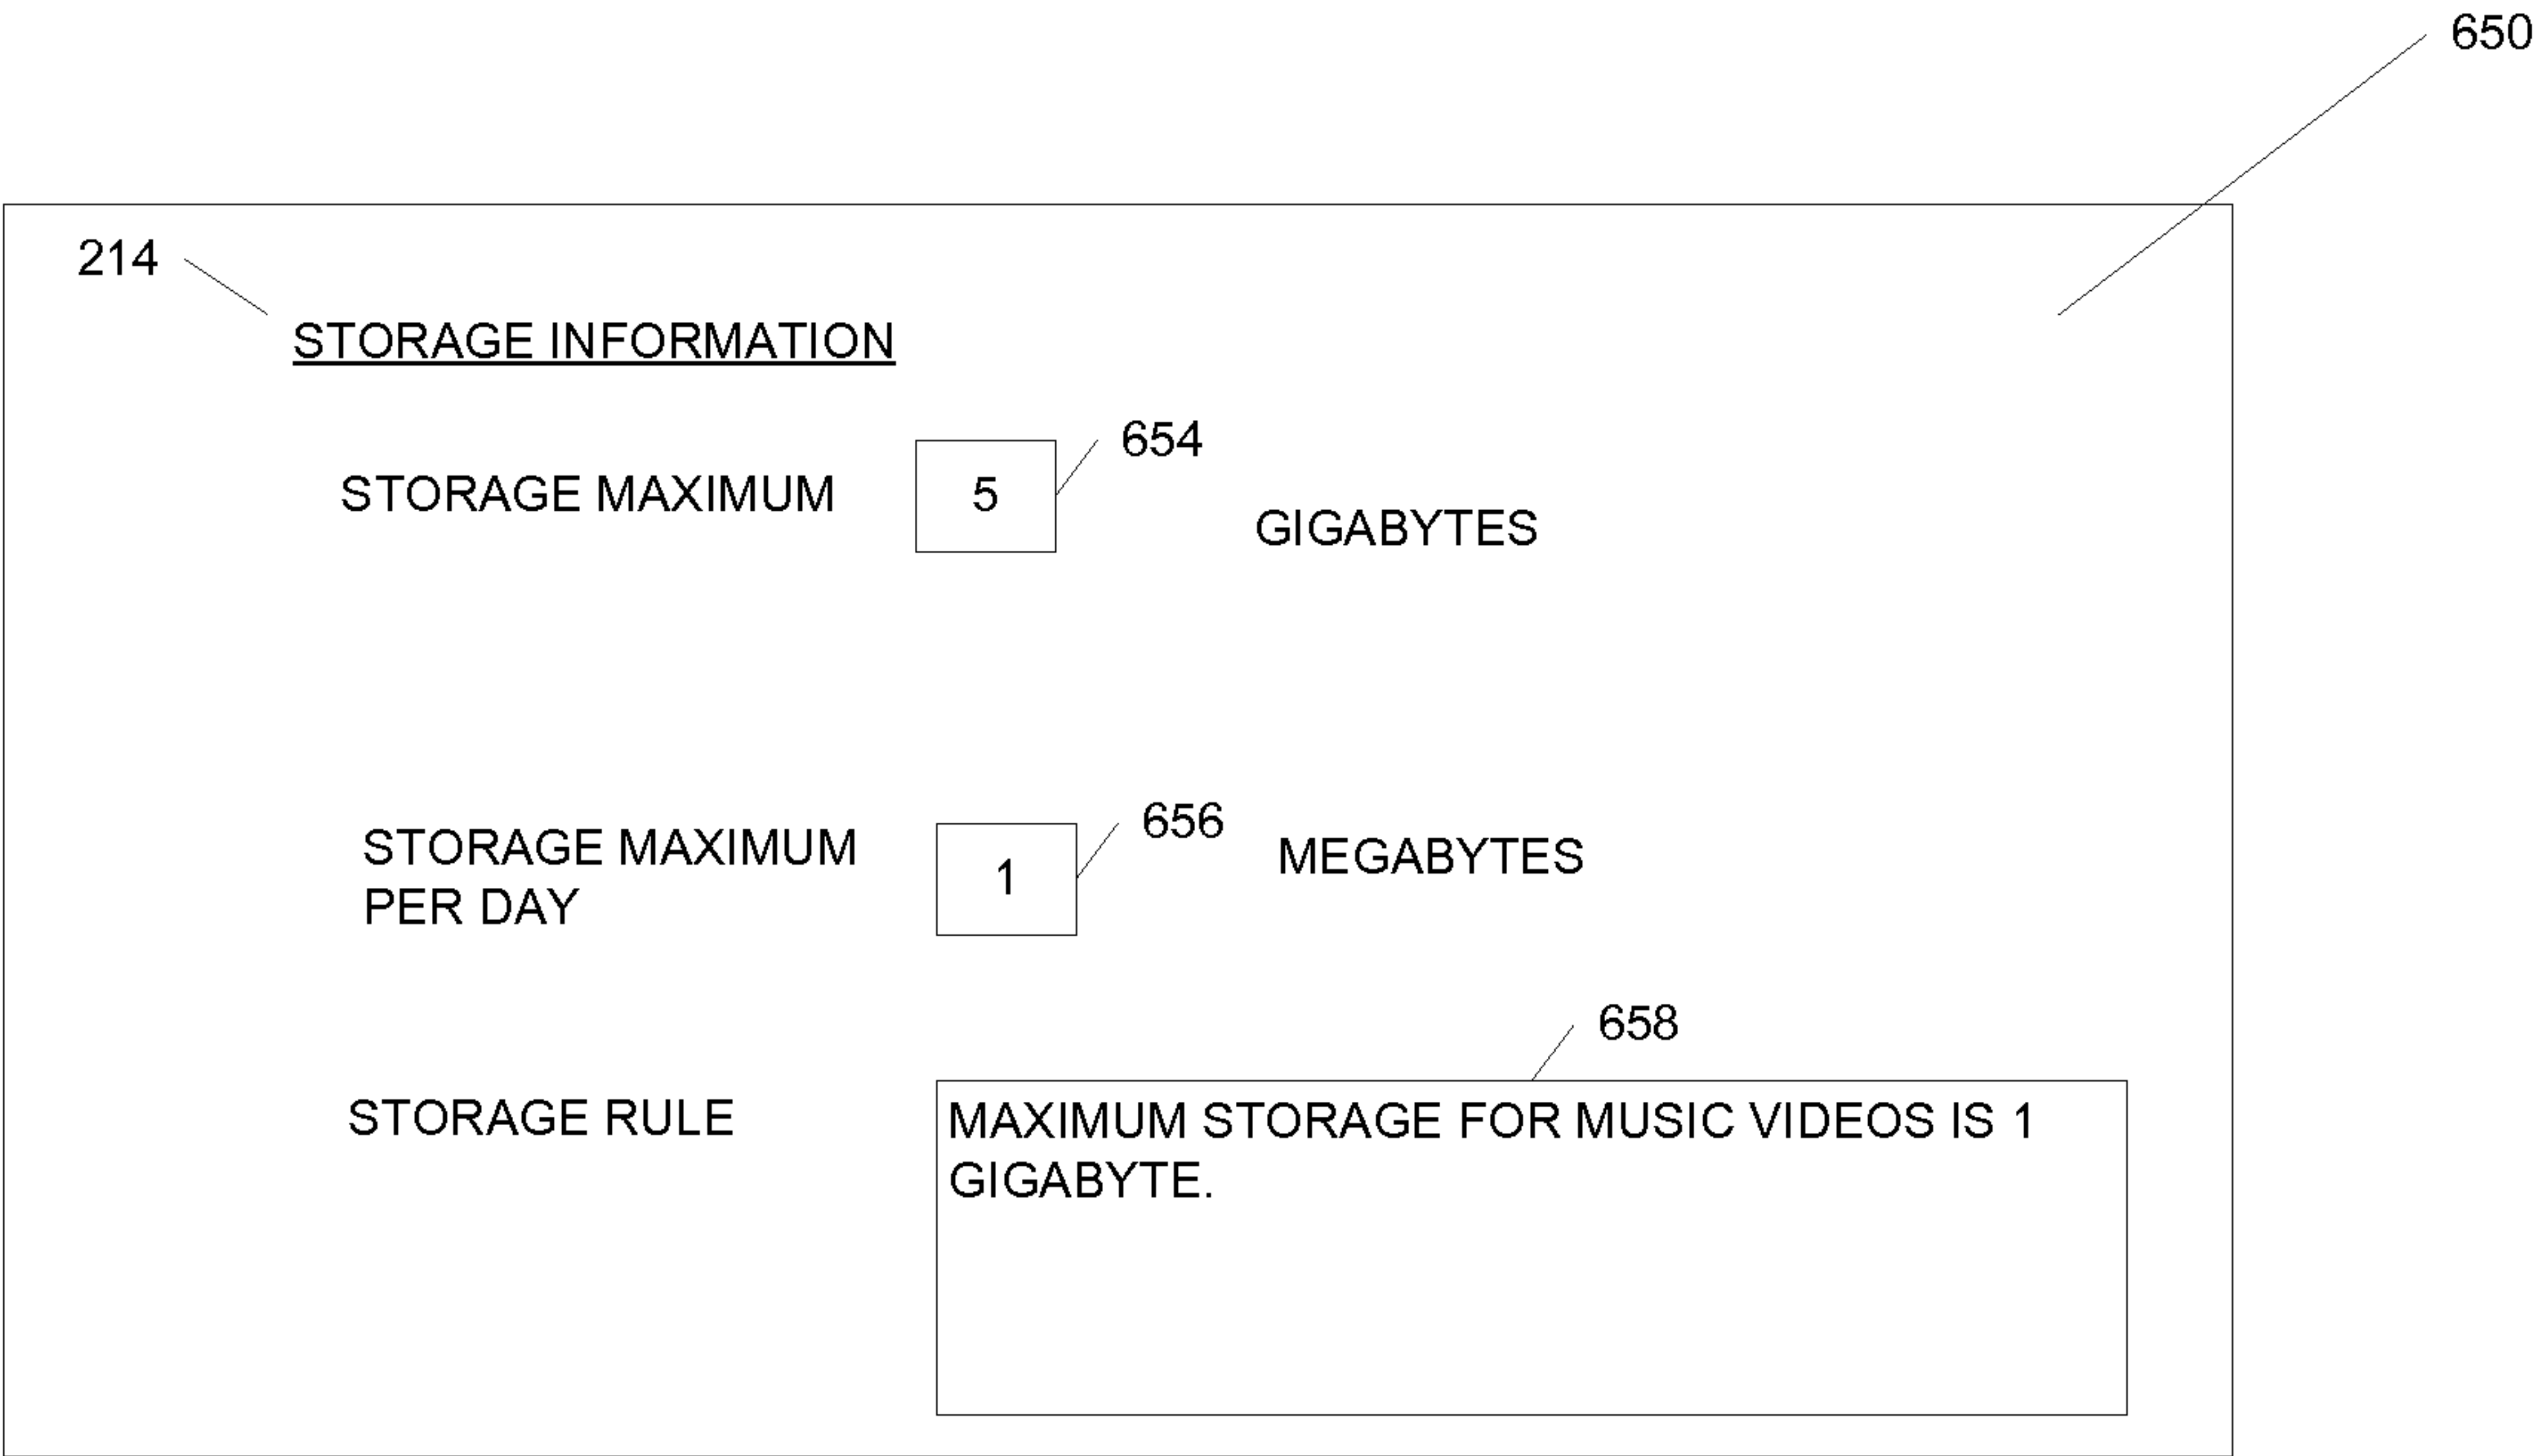 650
214
STORAGE INFORMATION
654
STORAGE MAXIMUM
5
GIGABYTES
656
STORAGE MAXIMUM
PER DAY
1
MEGABYTES
658
STORAGE RULE
MAXIMUM STORAGE FOR MUSIC VIDEOS IS 1
GIGABYTE.